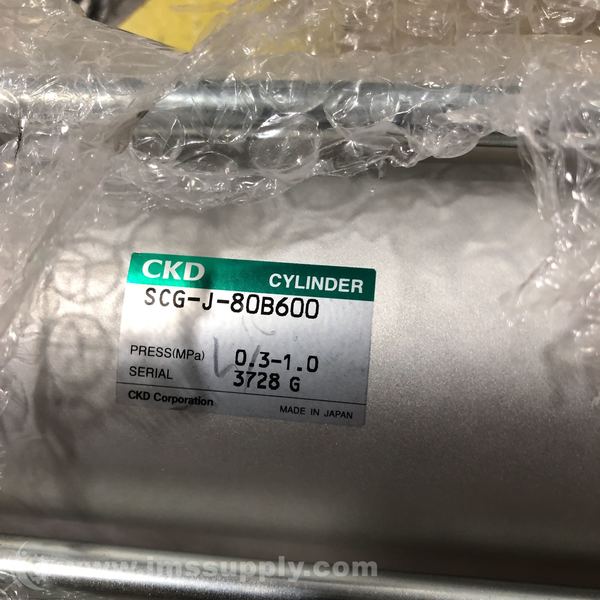 CKD CYLINDER
SCG-J-80B600
PRESS(MPa) 0.3-1.0
SERIAL 3728 G
CKD Corporation MADE IN JAPAN
www.imssupply.com